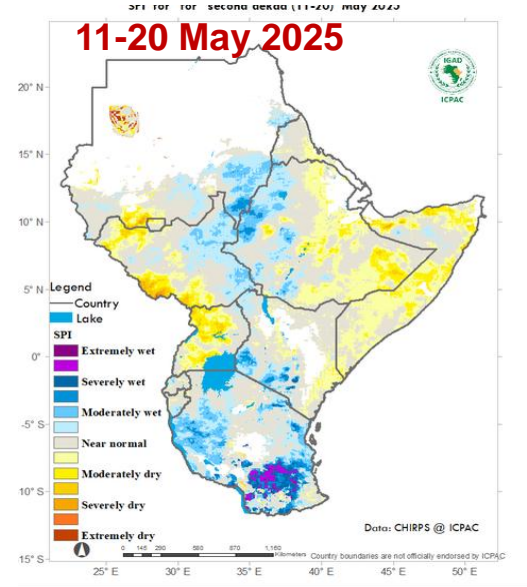 SPI for for second dekad (11-20) May 2025
11-20 May 2025
IGAD
ICPAC
20° N
15° N
10° N
5° N
0°
5° S
10° S
15° S
Legend
Country
Lake
SPI
Extremely wet
Severely wet
Moderately wet
Near normal
Moderately dry
Severely dry
Extremely dry
Data: CHIRPS @ ICPAC
Kilometers
Country boundaries are not officially endorsed by ICPAC
25° E 30° E 35° E 40° E 45° E 50° E